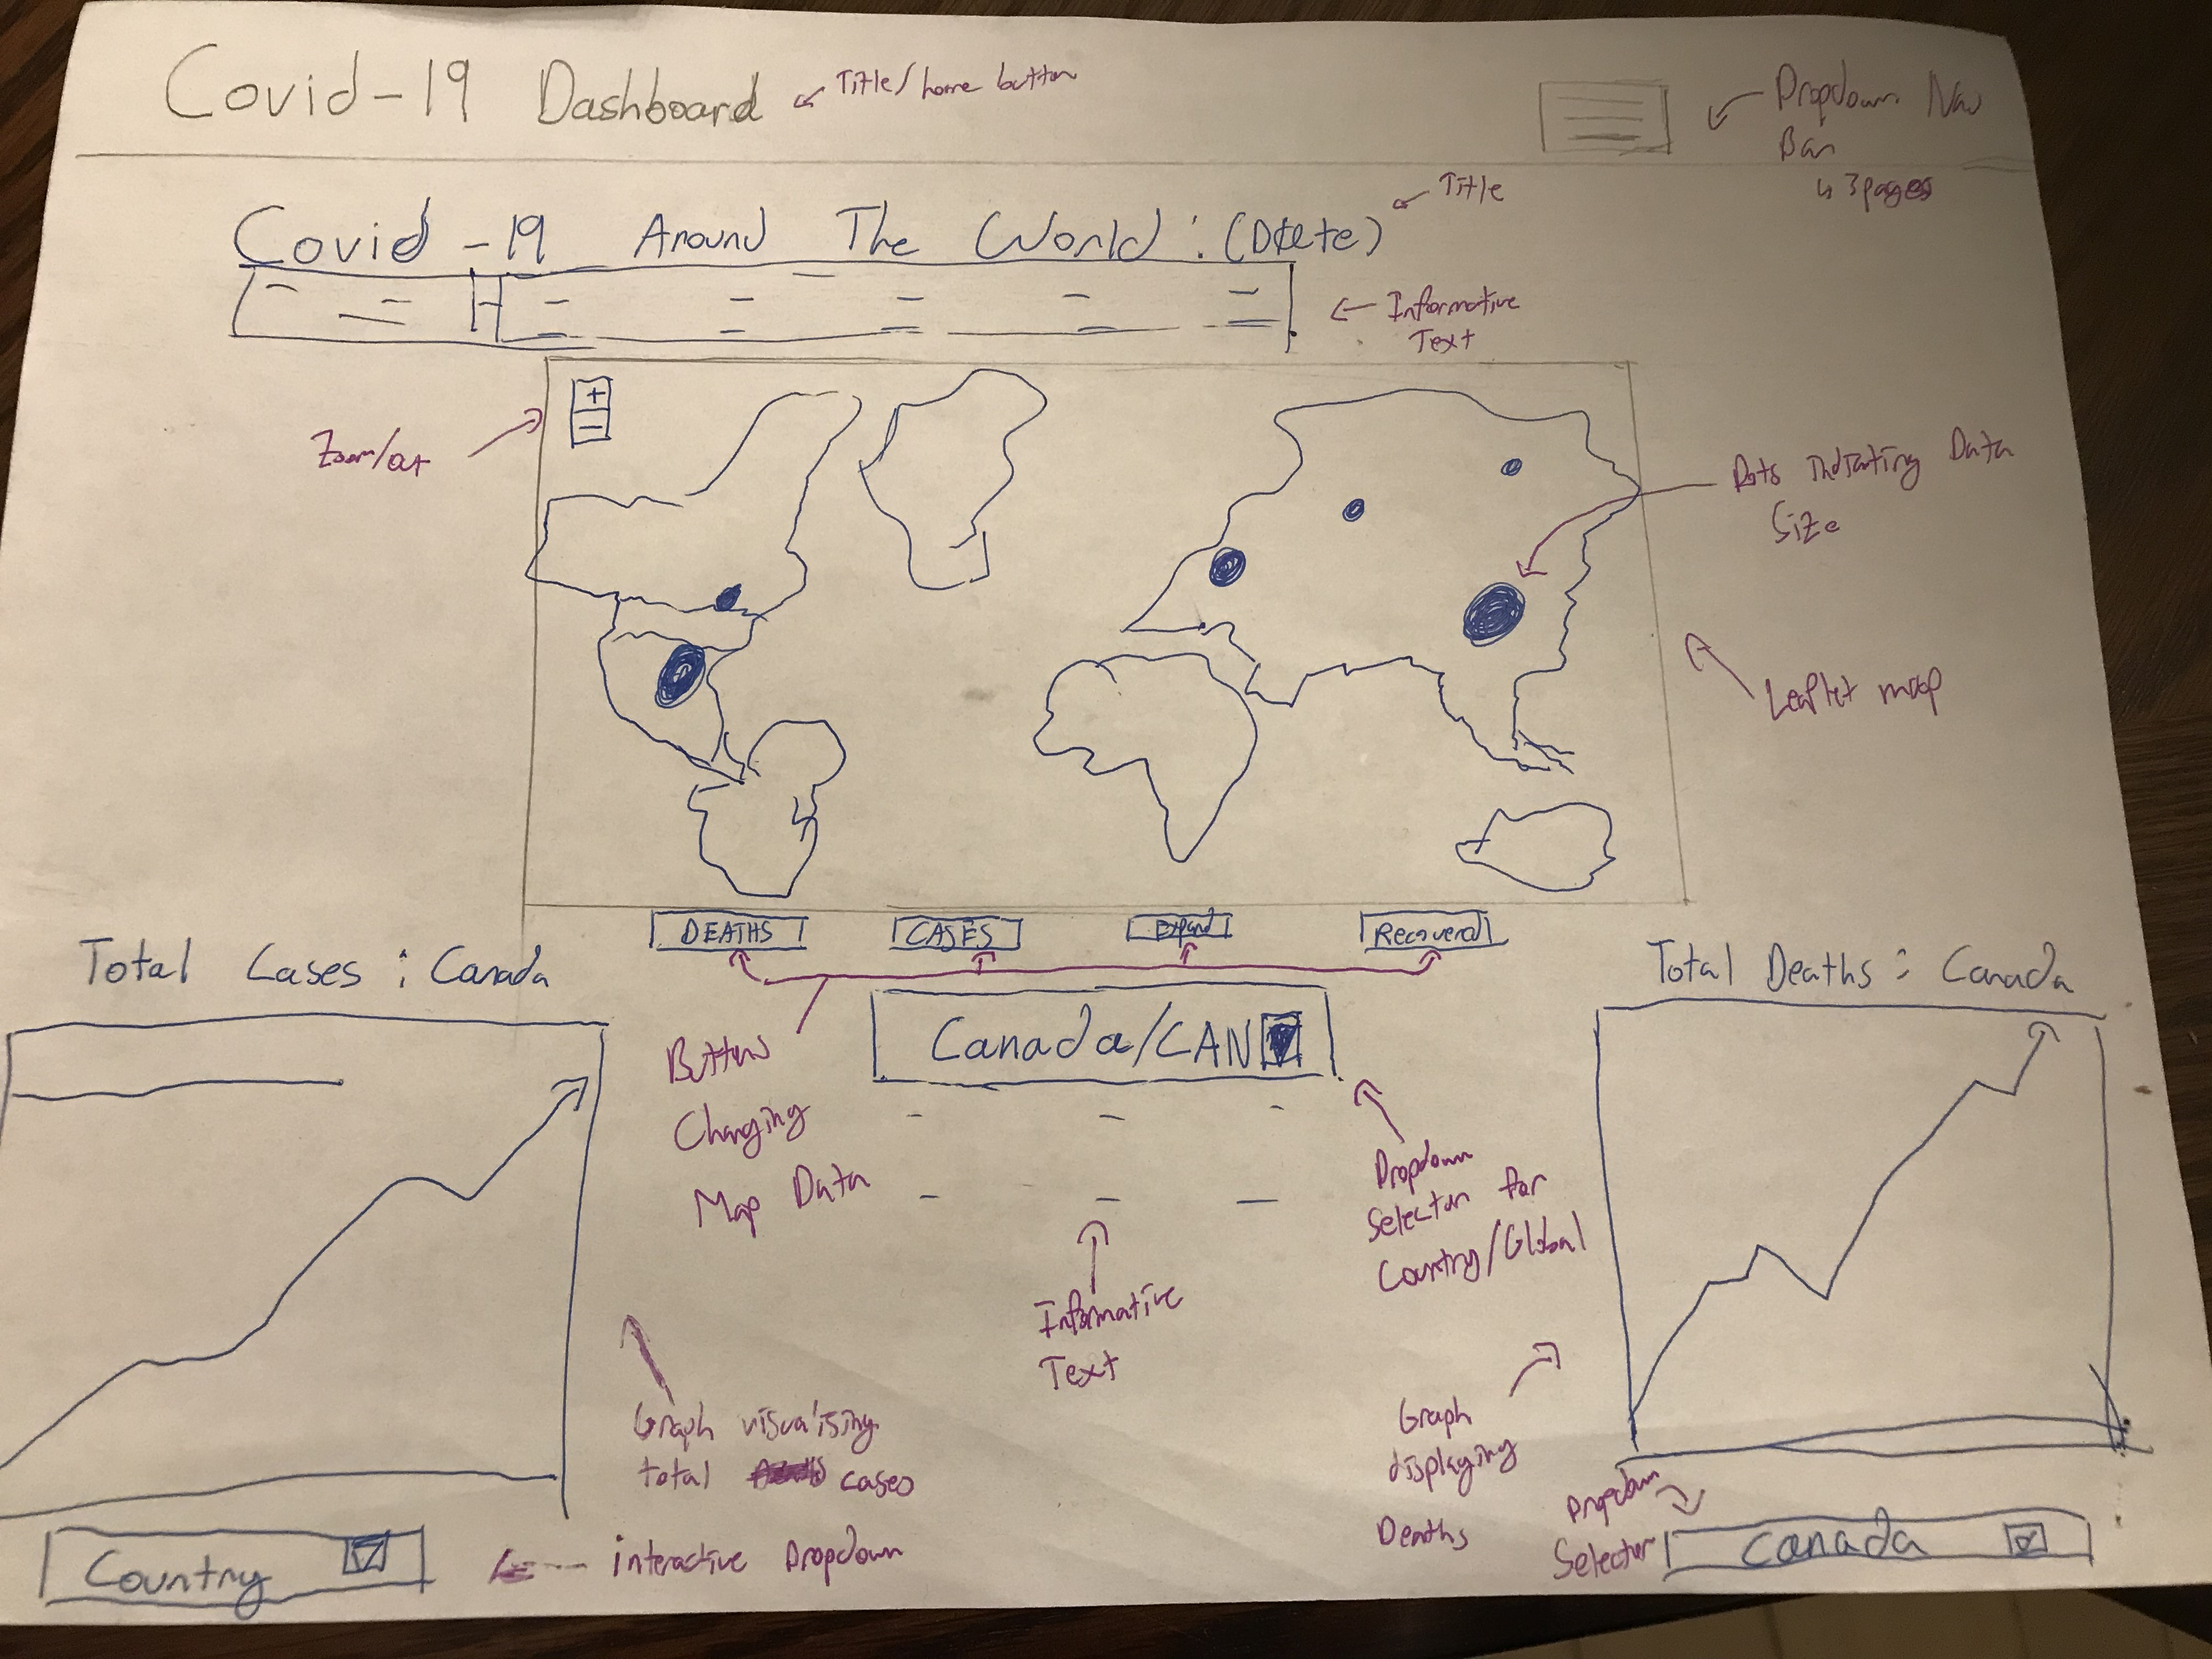 Covid-19 Dashboard
Title/home button
Dropdown Nav
Bar
↳ 3 pages
Covid-19 Around The World: (Date)
Title
Informative
Text
Zoom/out
+
-
Dots Indicating Data
Size
Leaflet map
DEATHS
CASES
Recovered
Buttons
Changing
Map Data
Canada/CAN
Dropdown
Selector for
Country/Global
Informative
Text
Total Cases : Canada
Graph visualising
total cases
Country
interactive Dropdown
Total Deaths : Canada
Graph
displaying
Deaths
Dropdown
Selector
Canada